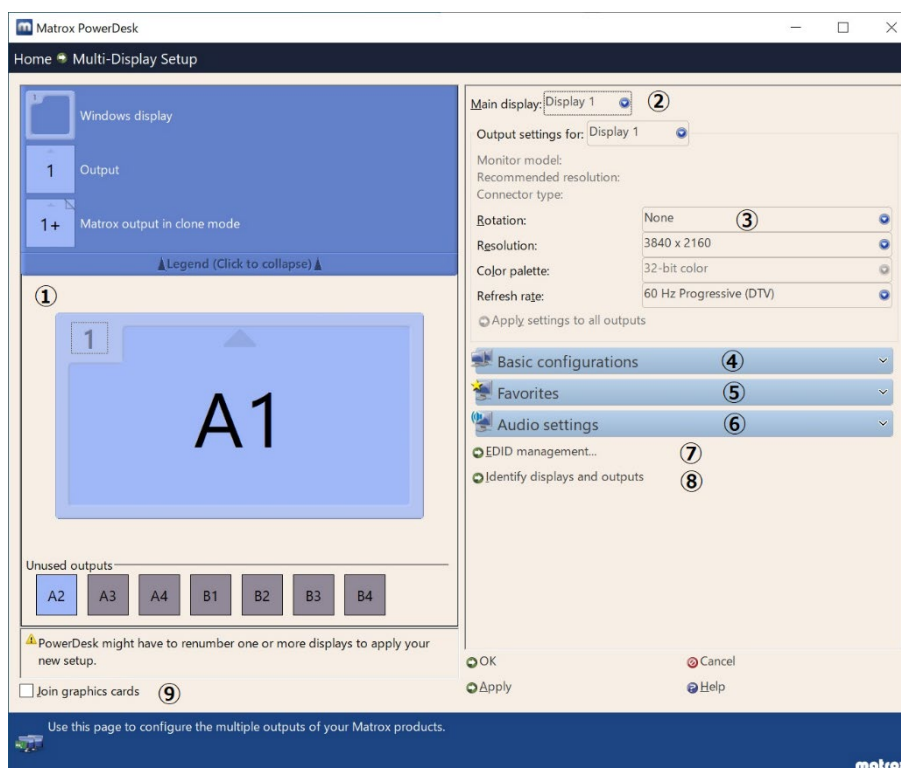 Matrox PowerDesk
Home Multi-Display Setup
1
Windows display
1 Output
1+ Matrox output in clone mode
Legend (Click to collapse)
①
1
A1
Unused outputs
A2 A3 A4 B1 B2 B3 B4
PowerDesk might have to renumber one or more displays to apply your
new setup.
Join graphics cards ⑨
Main display: Display 1 ②
Output settings for: Display 1
Monitor model:
Recommended resolution:
Connector type:
Rotation: None ③
Resolution: 3840 x 2160
Color palette: 32-bit color
Refresh rate: 60 Hz Progressive (DTV)
Apply settings to all outputs
Basic configurations ④
Favorites ⑤
Audio settings ⑥
EDID management... ⑦
Identify displays and outputs ⑧
OK Cancel
Apply Help
Use this page to configure the multiple outputs of your Matrox products.
matrox